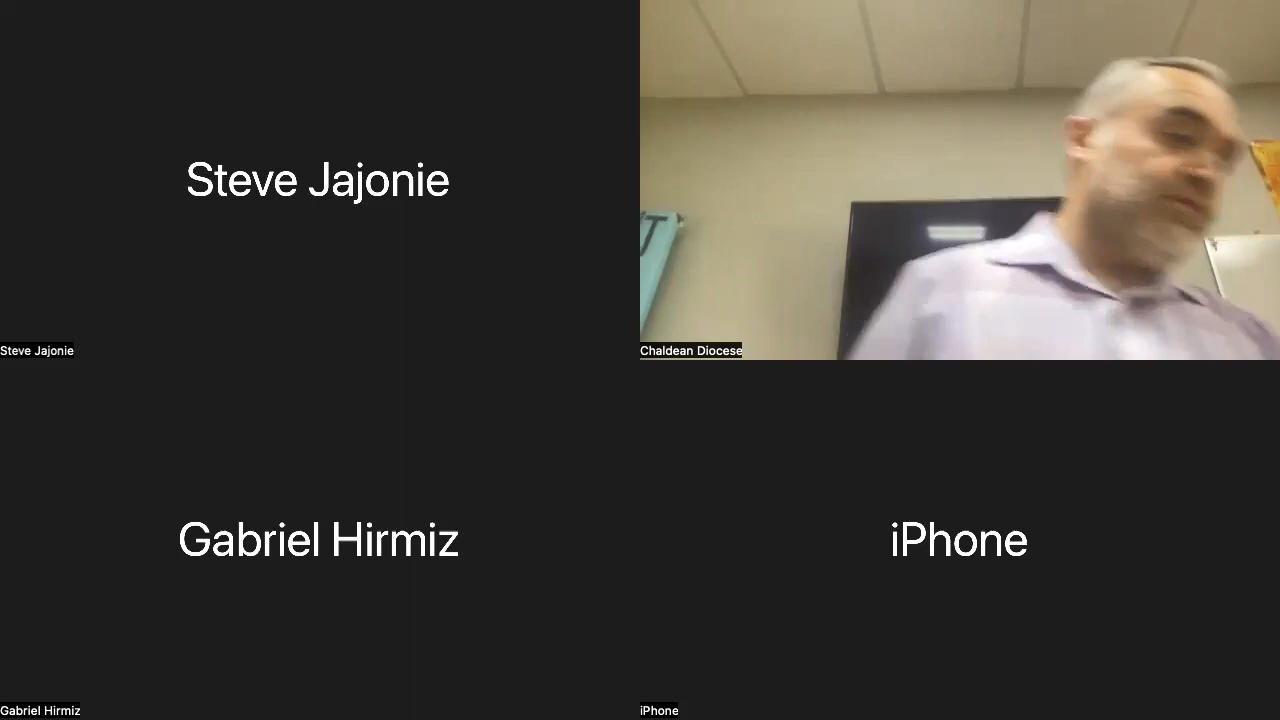 Steve Jajonie
Steve Jajonie
T
Chaldean Diocese
Gabriel Hirmiz
Gabriel Hirmiz
iPhone
iPhone